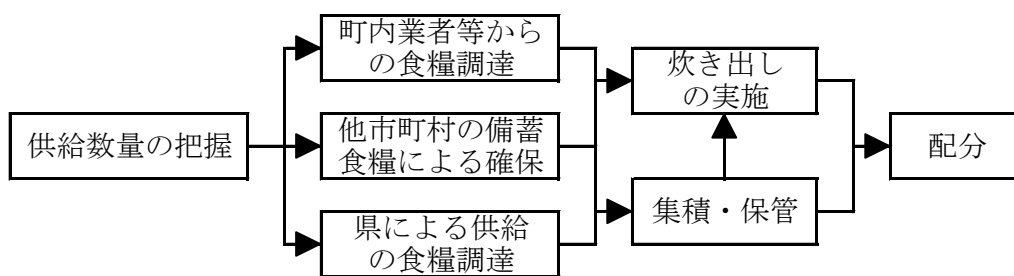 供給数量の把握
町内業者等から
の食糧調達
他市町村の備蓄
食糧による確保
県による供給
の食糧調達
炊き出し
の実施
集積・保管
配分